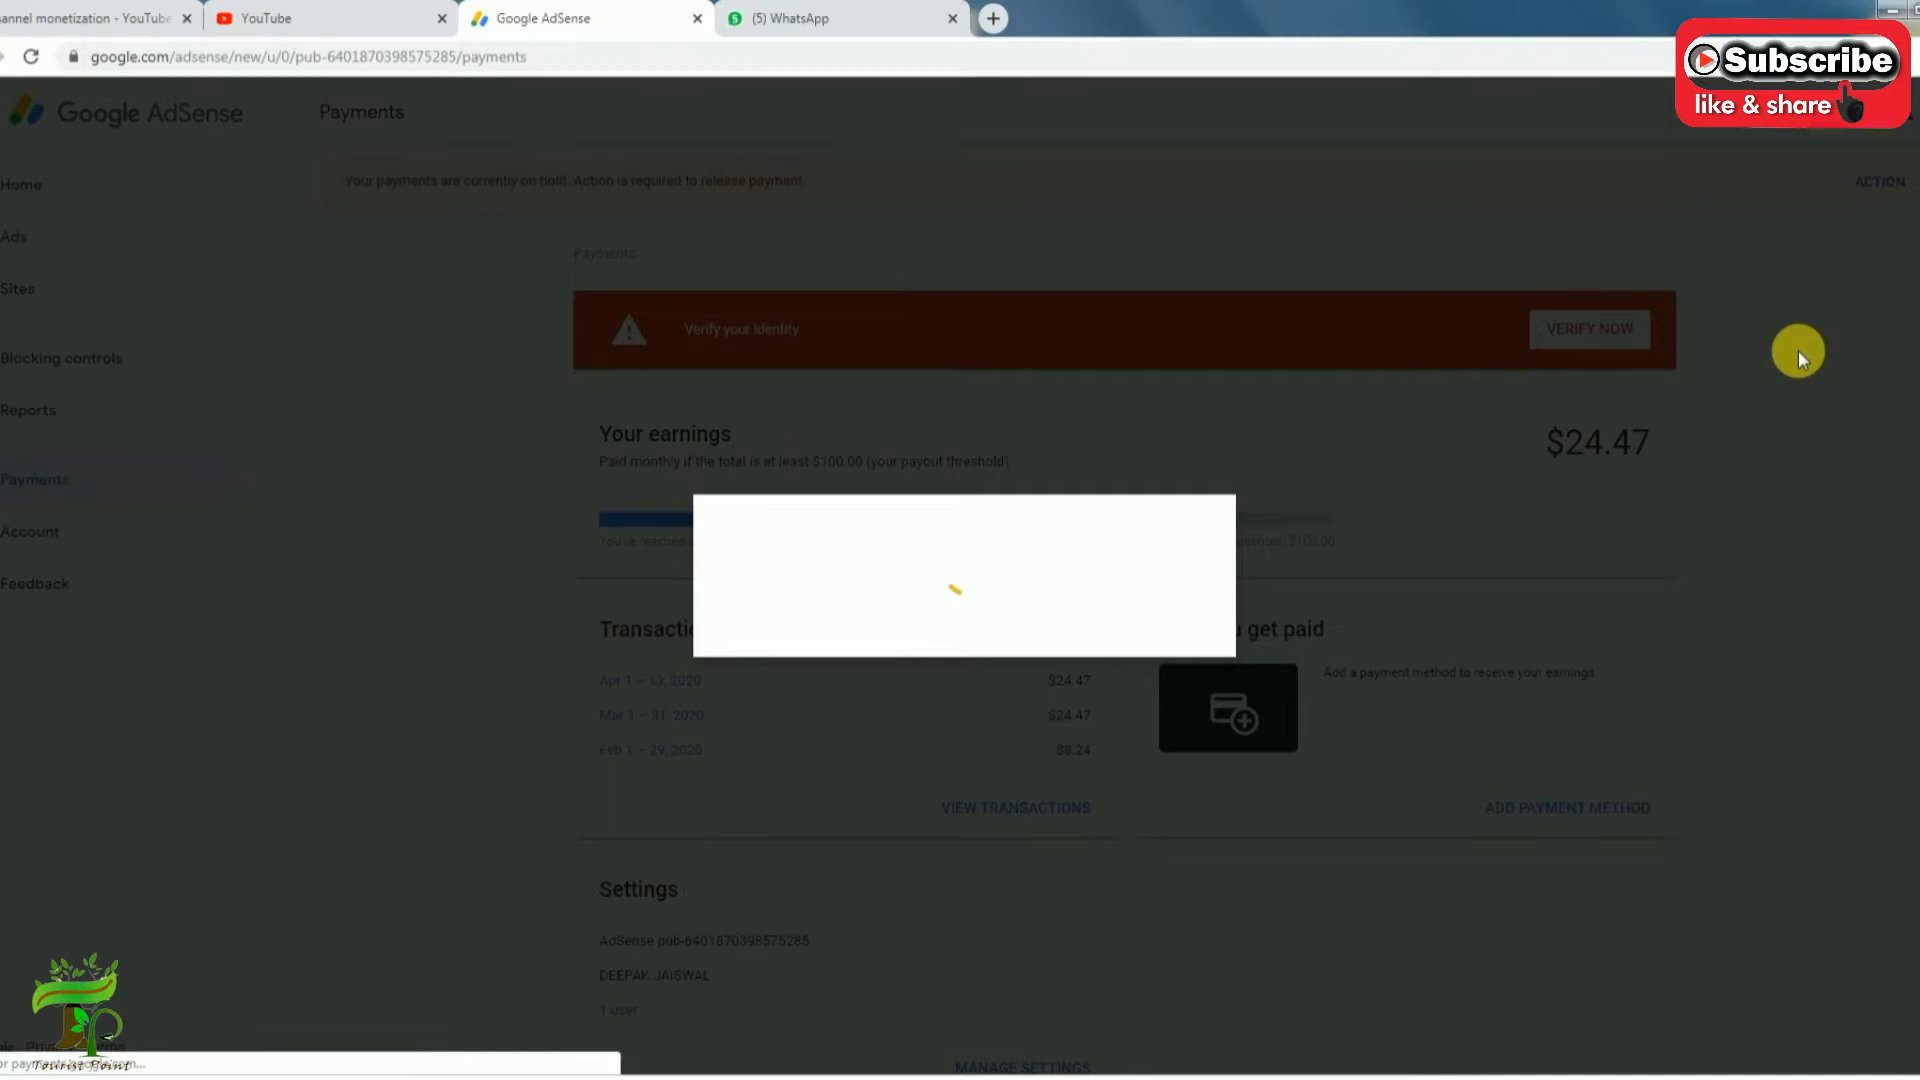 annel monetization - YouTube
YouTube
Google AdSense
(5) WhatsApp
google.com/adsense/new/u/0/pub-6401870398575285/payments
Subscribe
like & share
Google AdSense
Payments
Home
Your payments are currently on hold. Action is required to release payment.
ACTION
Ads
Payments
Sites
Verify your identity
VERIFY NOW
Blocking controls
Reports
Your earnings
$24.47
Paid monthly if the total is at least $100.00 (your payout threshold)
Payments
Account
You've reached
$100.00
Feedback
Transacti
get paid
Apr 1 – 13, 2020
$24.47
Add a payment method to receive your earnings
Mar 1 – 31, 2020
$24.47
Feb 1 – 29, 2020
$8.24
VIEW TRANSACTIONS
ADD PAYMENT METHOD
Settings
AdSense pub-6401870398575285
DEEPAK JAISWAL
1 user
Tourist Point
MANAGE SETTINGS